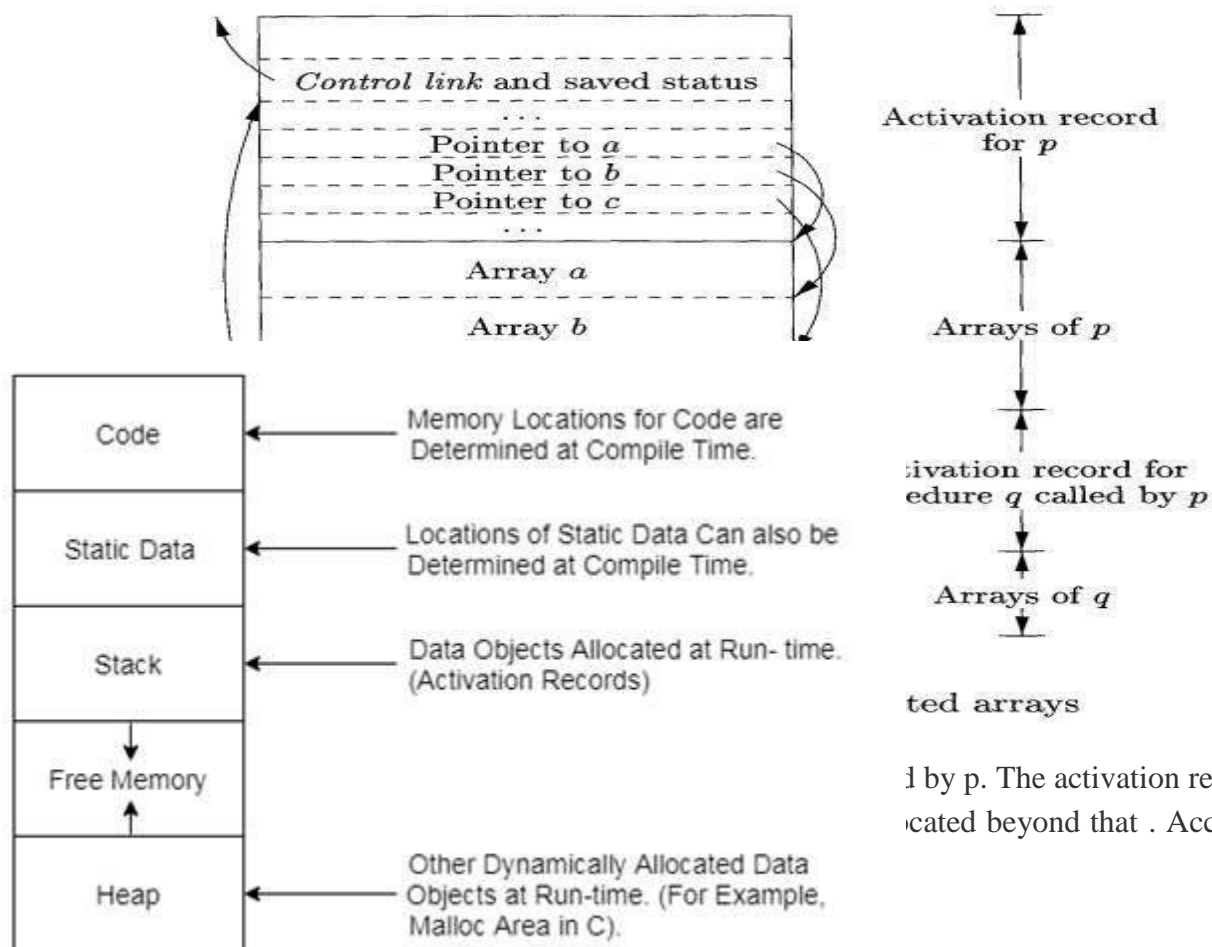 Control link and saved status
. . .
Pointer to a
Pointer to b
Pointer to c
. . .
Array a
Array b
Activation record
for p
Arrays of p
ivation record for
edure q called by p
Arrays of q
ted arrays
d by p. The activation re
ocated beyond that . Acc
Code
Memory Locations for Code are
Determined at Compile Time.
Static Data
Locations of Static Data Can also be
Determined at Compile Time.
Stack
Data Objects Allocated at Run- time.
(Activation Records)
Free Memory
Heap
Other Dynamically Allocated Data
Objects at Run-time. (For Example,
Malloc Area in C).